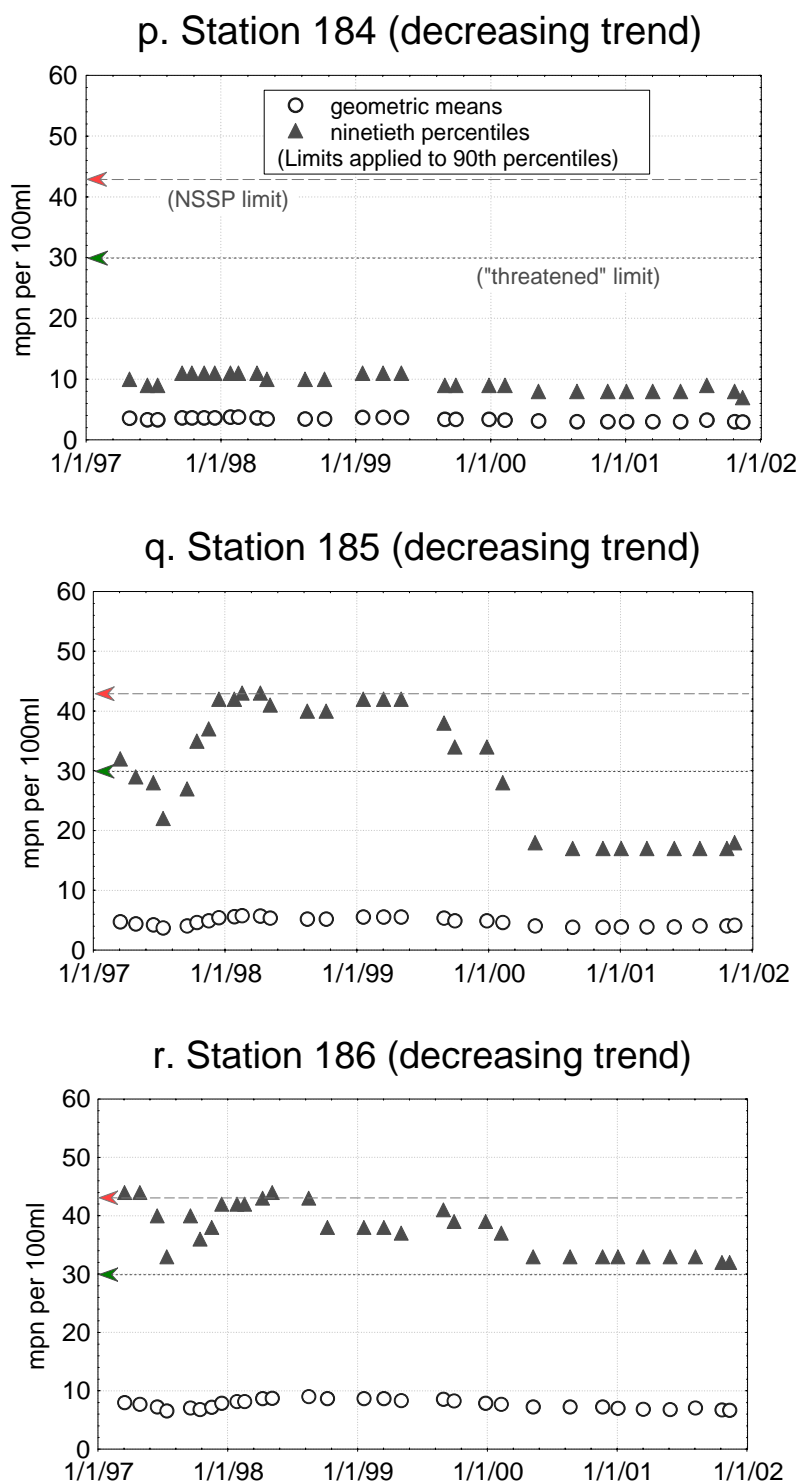 p. Station 184 (decreasing trend)
60
50
40
30
20
10
0
mpn per 100ml
geometric means
ninetieth percentiles
(Limits applied to 90th percentiles)
(NSSP limit)
("threatened" limit)
1/1/97 1/1/98 1/1/99 1/1/00 1/1/01 1/1/02
q. Station 185 (decreasing trend)
60
50
40
30
20
10
0
mpn per 100ml
1/1/97 1/1/98 1/1/99 1/1/00 1/1/01 1/1/02
r. Station 186 (decreasing trend)
60
50
40
30
20
10
0
mpn per 100ml
1/1/97 1/1/98 1/1/99 1/1/00 1/1/01 1/1/02